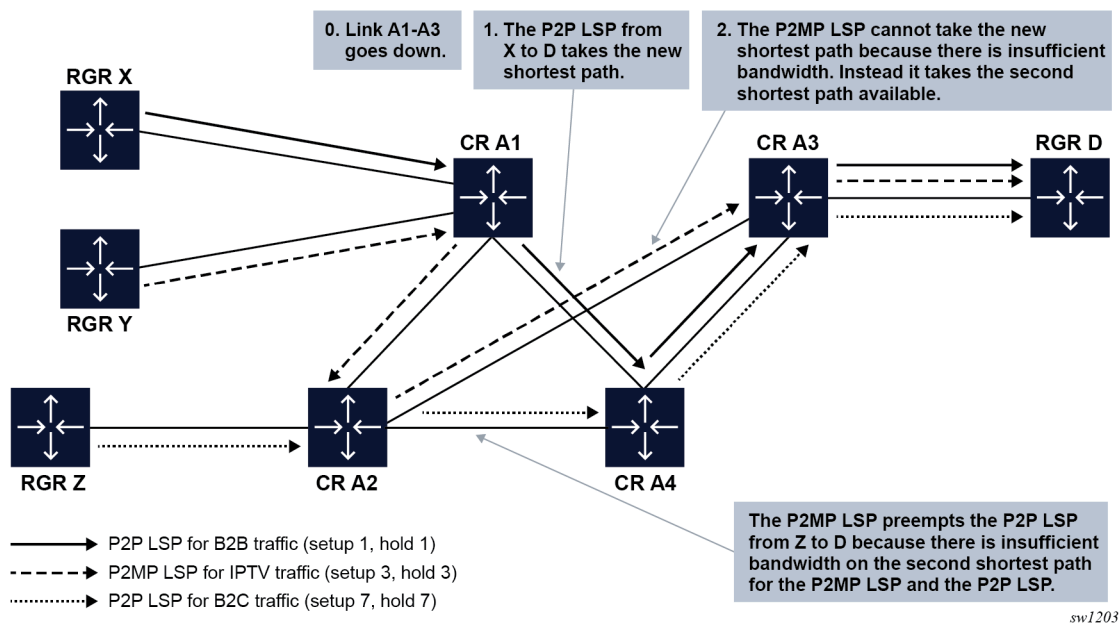 0. Link A1-A3
goes down.
1. The P2P LSP from
X to D takes the new
shortest path.
2. The P2MP LSP cannot take the new
shortest path because there is insufficient
bandwidth. Instead it takes the second
shortest path available.
RGR X
CR A1
CR A3
RGR D
RGR Y
RGR Z
CR A2
CR A4
The P2MP LSP preempts the P2P LSP
from Z to D because there is insufficient
bandwidth on the second shortest path
for the P2MP LSP and the P2P LSP.
P2P LSP for B2B traffic (setup 1, hold 1)
P2MP LSP for IPTV traffic (setup 3, hold 3)
P2P LSP for B2C traffic (setup 7, hold 7)
sw1203